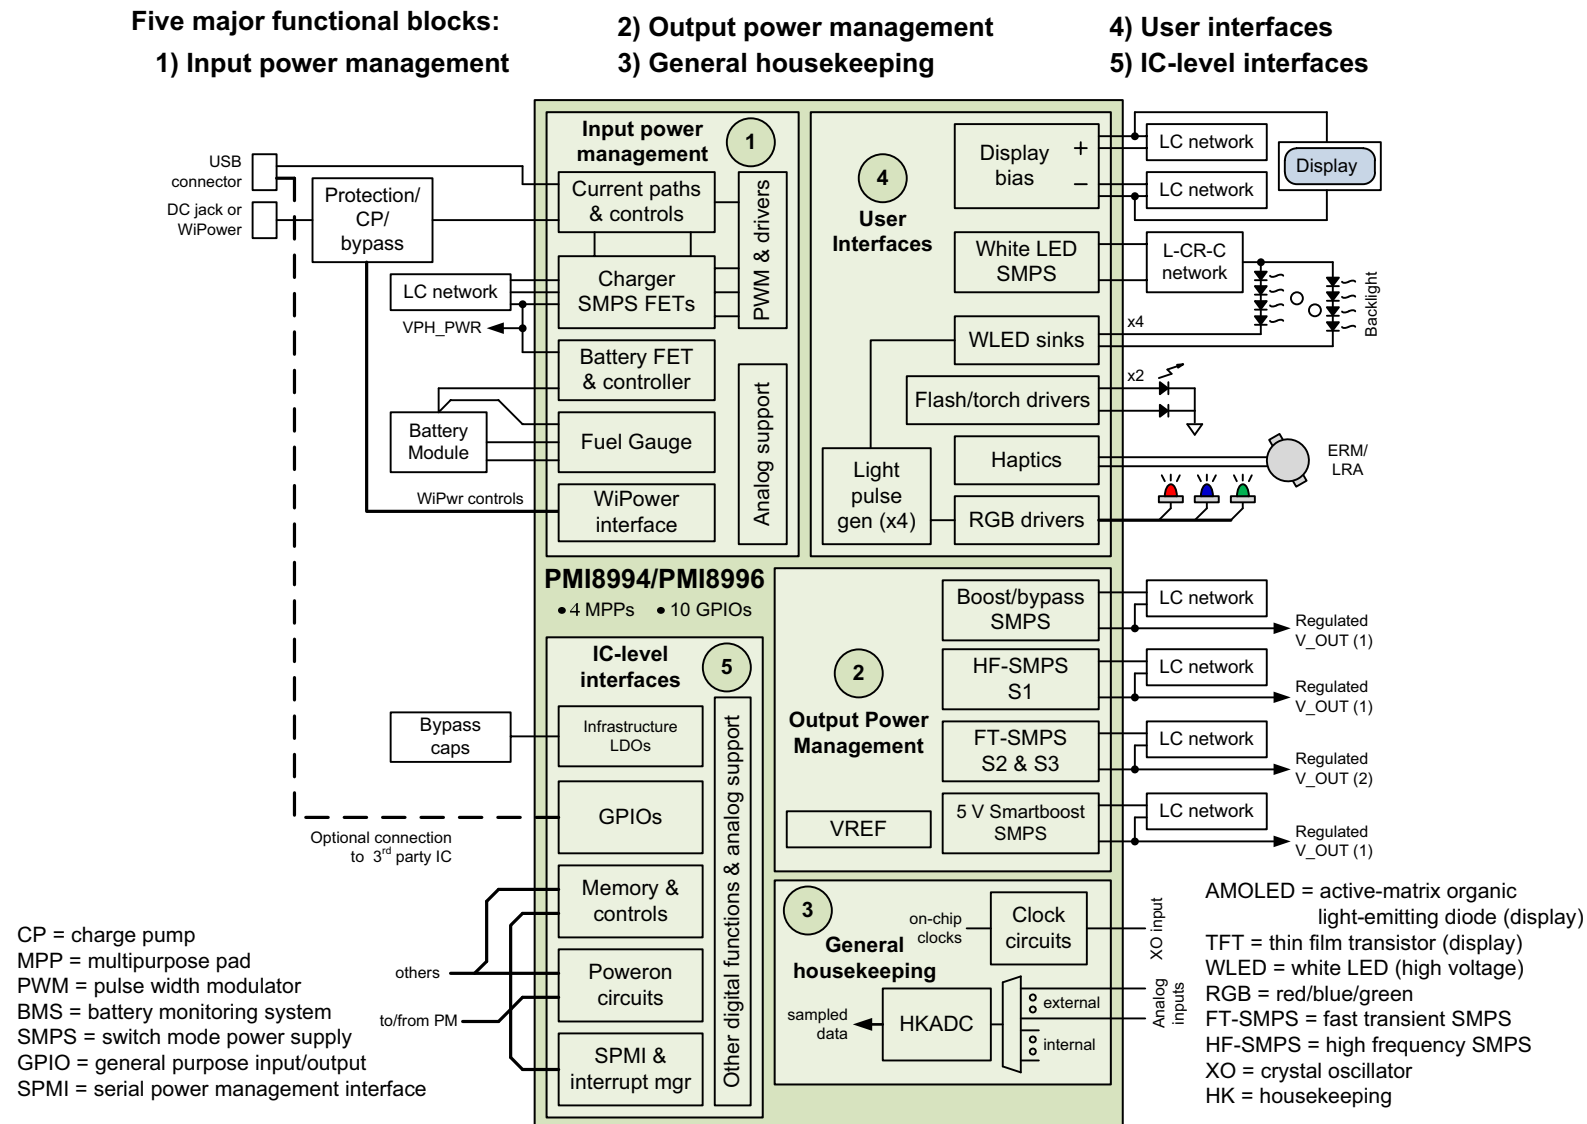 Five major functional blocks:
1) Input power management
2) Output power management
3) General housekeeping
4) User interfaces
5) IC-level interfaces
Input power
management
1
USB
connector
DC jack or
WiPower
Protection/
CP/
bypass
Current paths
& controls
PWM & drivers
LC network
Charger
SMPS FETs
VPH_PWR
Battery FET
& controller
Battery
Module
Fuel Gauge
Analog support
WiPwr controls
WiPower
interface
4
User
Interfaces
Display
bias
+
–
LC network
LC network
Display
White LED
SMPS
L-CR-C
network
Backlight
WLED sinks
x4
Flash/torch drivers
x2
Haptics
ERM/
LRA
Light
pulse
gen (x4)
RGB drivers
PMI8994/PMI8996
• 4 MPPs • 10 GPIOs
IC-level
interfaces
5
Bypass
caps
Infrastructure
LDOs
GPIOs
Optional connection
to 3rd party IC
Memory &
controls
others
Poweron
circuits
to/from PM
SPMI &
interrupt mgr
Other digital functions & analog support
2
Output Power
Management
VREF
Boost/bypass
SMPS
LC network
Regulated
V_OUT (1)
HF-SMPS
S1
LC network
Regulated
V_OUT (1)
FT-SMPS
S2 & S3
LC network
Regulated
V_OUT (2)
5 V Smartboost
SMPS
LC network
Regulated
V_OUT (1)
3
General
housekeeping
on-chip
clocks
Clock
circuits
XO input
sampled
data
HKADC
external
internal
Analog
inputs
CP = charge pump
MPP = multipurpose pad
PWM = pulse width modulator
BMS = battery monitoring system
SMPS = switch mode power supply
GPIO = general purpose input/output
SPMI = serial power management interface
AMOLED = active-matrix organic
light-emitting diode (display)
TFT = thin film transistor (display)
WLED = white LED (high voltage)
RGB = red/blue/green
FT-SMPS = fast transient SMPS
HF-SMPS = high frequency SMPS
XO = crystal oscillator
HK = housekeeping